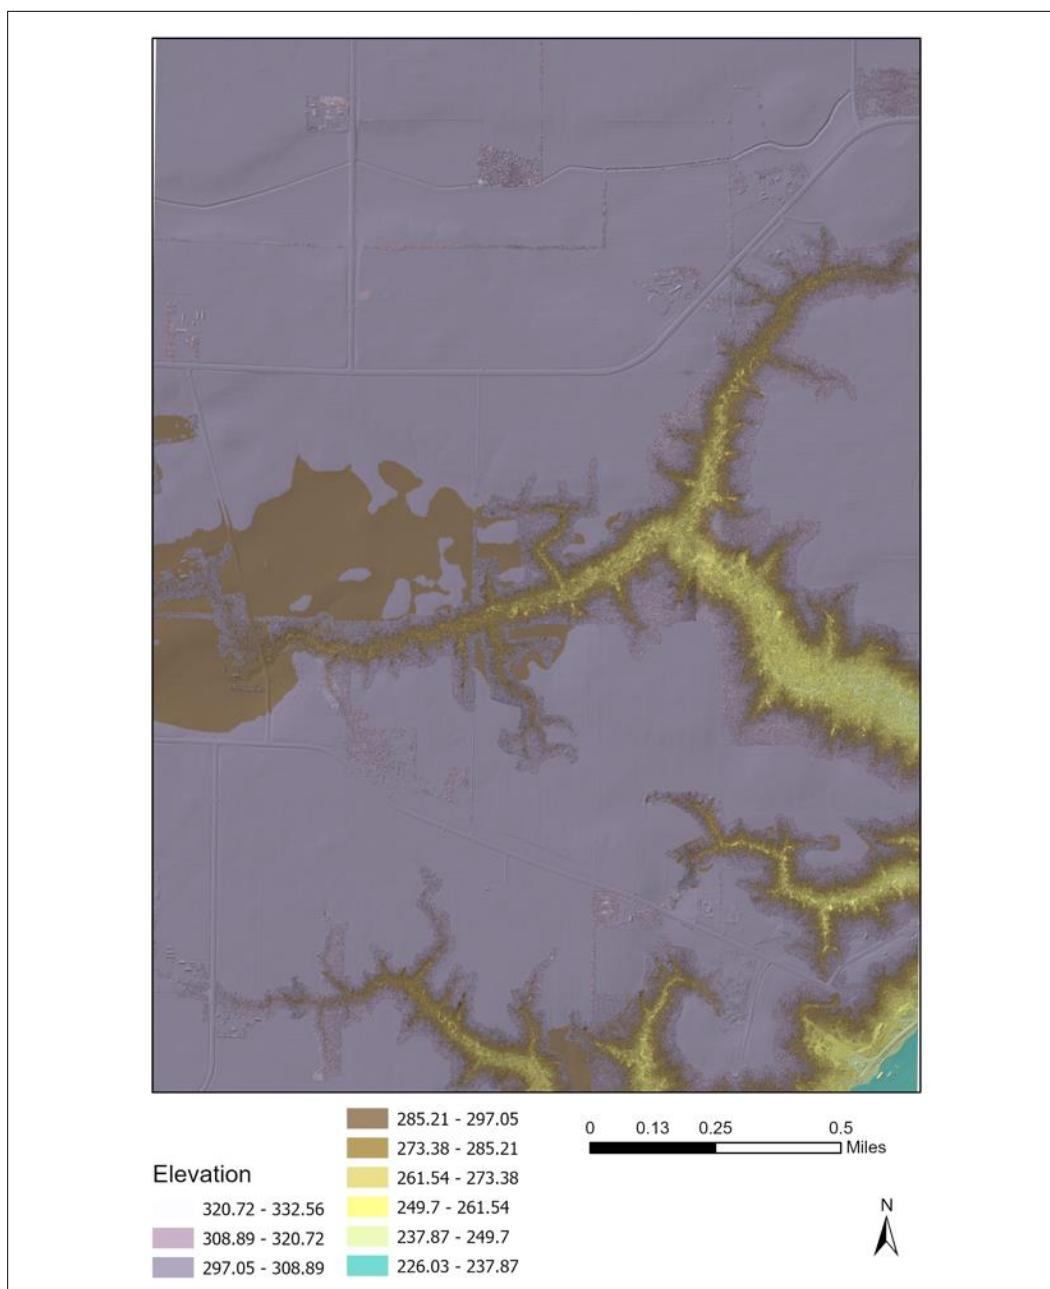 Elevation
320.72 - 332.56
308.89 - 320.72
297.05 - 308.89
285.21 - 297.05
273.38 - 285.21
261.54 - 273.38
249.7 - 261.54
237.87 - 249.7
226.03 - 237.87
0 0.13 0.25 0.5
Miles
N